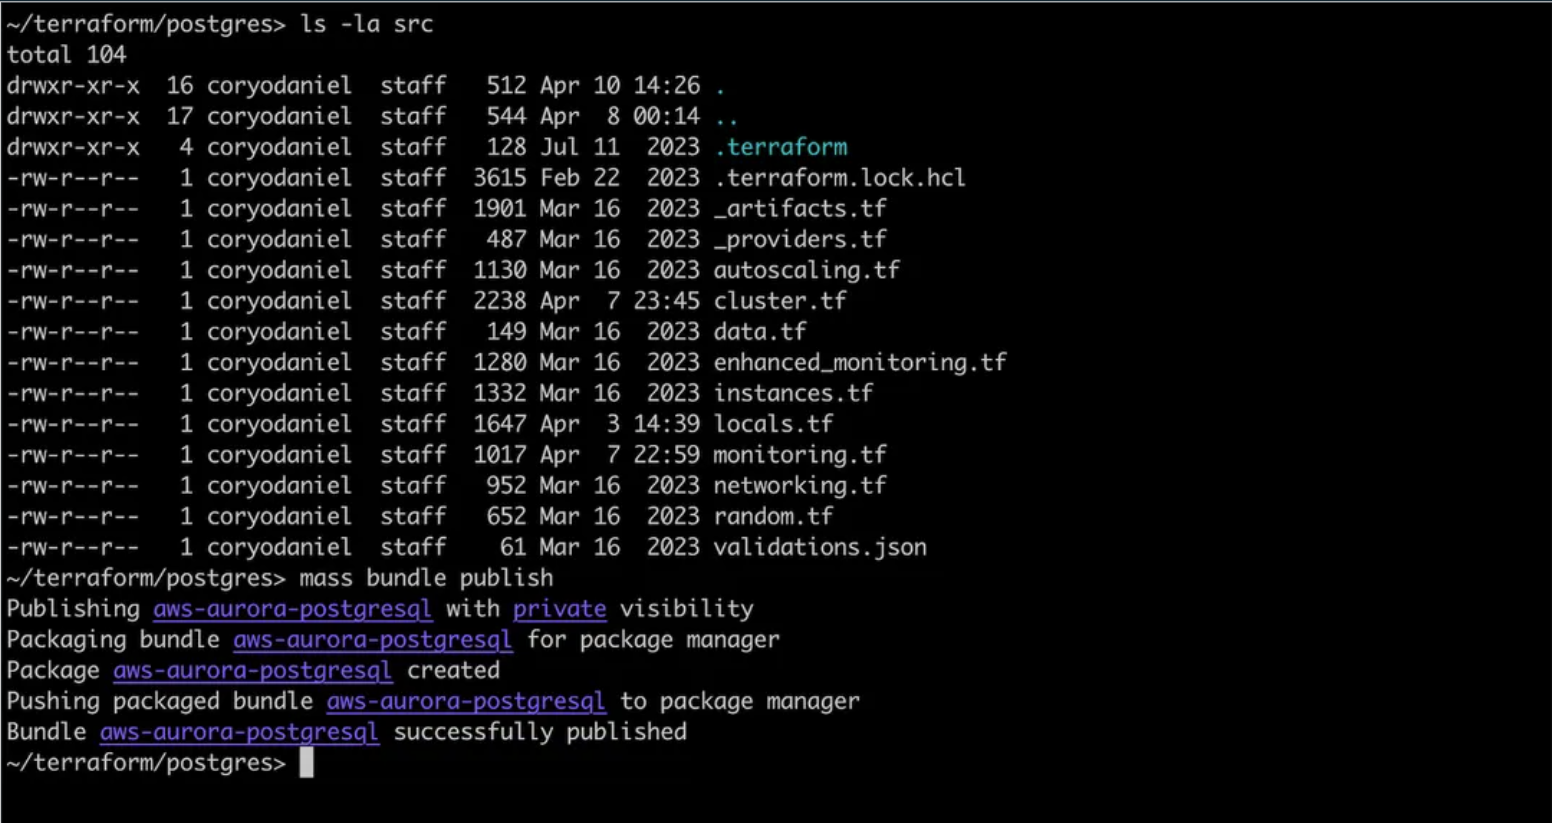 ~/terraform/postgres> ls -la src
total 104
drwxr-xr-x  16 coryodaniel  staff   512 Apr 10 14:26 .
drwxr-xr-x  17 coryodaniel  staff   544 Apr  8 00:14 ..
drwxr-xr-x   4 coryodaniel  staff   128 Jul 11  2023 .terraform
-rw-r--r--   1 coryodaniel  staff  3615 Feb 22  2023 .terraform.lock.hcl
-rw-r--r--   1 coryodaniel  staff  1901 Mar 16  2023 _artifacts.tf
-rw-r--r--   1 coryodaniel  staff   487 Mar 16  2023 _providers.tf
-rw-r--r--   1 coryodaniel  staff  1130 Mar 16  2023 autoscaling.tf
-rw-r--r--   1 coryodaniel  staff  2238 Apr  7 23:45 cluster.tf
-rw-r--r--   1 coryodaniel  staff   149 Mar 16  2023 data.tf
-rw-r--r--   1 coryodaniel  staff  1280 Mar 16  2023 enhanced_monitoring.tf
-rw-r--r--   1 coryodaniel  staff  1332 Mar 16  2023 instances.tf
-rw-r--r--   1 coryodaniel  staff  1647 Apr  3 14:39 locals.tf
-rw-r--r--   1 coryodaniel  staff  1017 Apr  7 22:59 monitoring.tf
-rw-r--r--   1 coryodaniel  staff   952 Mar 16  2023 networking.tf
-rw-r--r--   1 coryodaniel  staff   652 Mar 16  2023 random.tf
-rw-r--r--   1 coryodaniel  staff    61 Mar 16  2023 validations.json
~/terraform/postgres> mass bundle publish
Publishing aws-aurora-postgresql with private visibility
Packaging bundle aws-aurora-postgresql for package manager
Package aws-aurora-postgresql created
Pushing packaged bundle aws-aurora-postgresql to package manager
Bundle aws-aurora-postgresql successfully published
~/terraform/postgres>